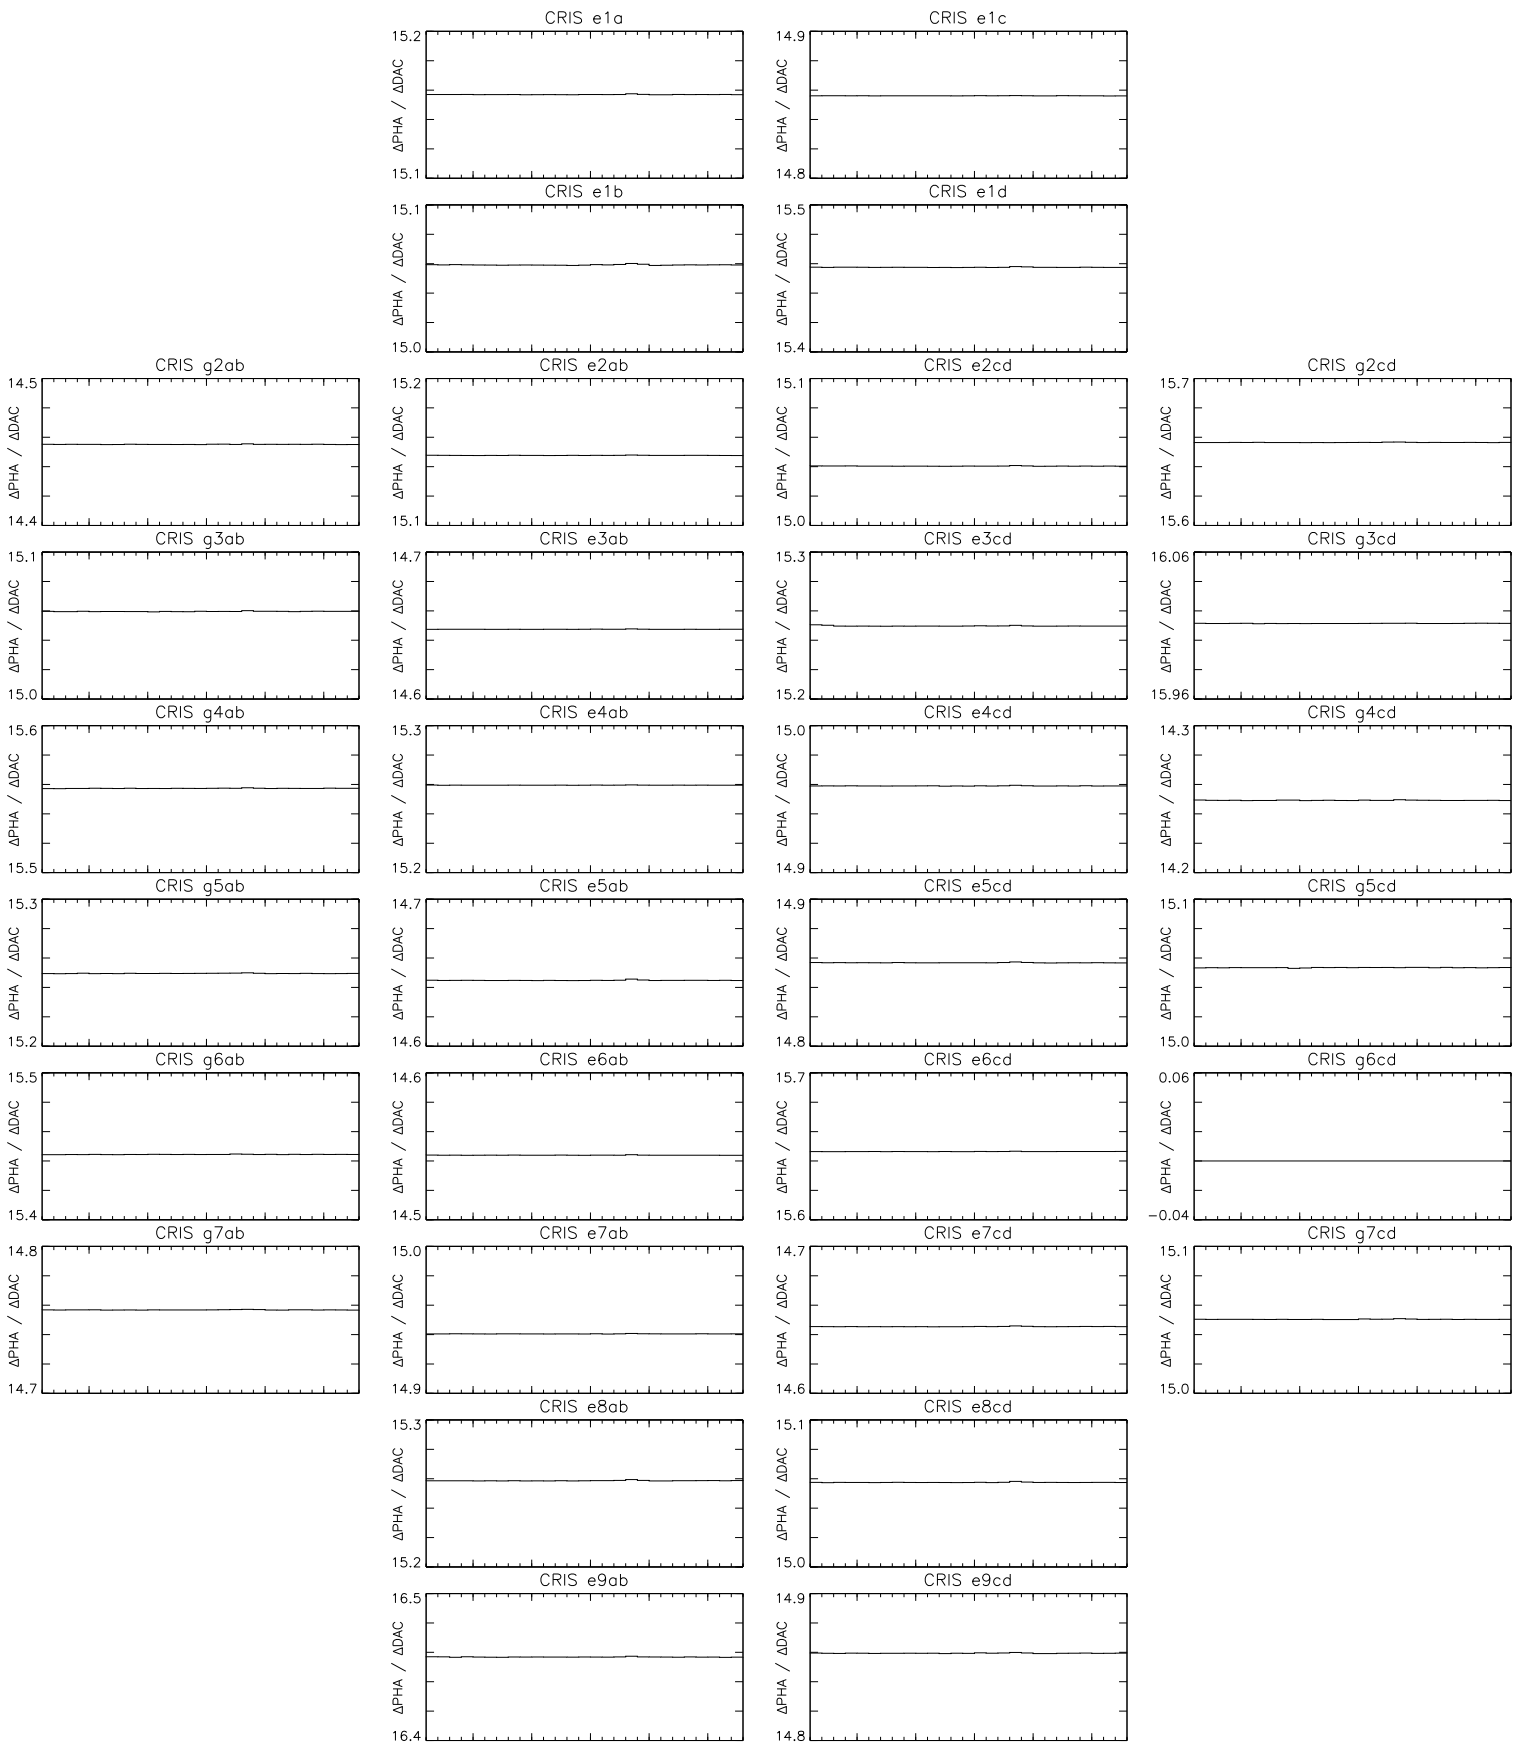 CRIS e1a
15.2
ΔPHA / ΔDAC
15.1
CRIS e1c
14.9
ΔPHA / ΔDAC
14.8
CRIS e1b
15.1
ΔPHA / ΔDAC
15.0
CRIS e1d
15.5
ΔPHA / ΔDAC
15.4
CRIS g2ab
14.5
ΔPHA / ΔDAC
14.4
CRIS e2ab
15.2
ΔPHA / ΔDAC
15.1
CRIS e2cd
15.1
ΔPHA / ΔDAC
15.0
CRIS g2cd
15.7
ΔPHA / ΔDAC
15.6
CRIS g3ab
15.1
ΔPHA / ΔDAC
15.0
CRIS e3ab
14.7
ΔPHA / ΔDAC
14.6
CRIS e3cd
15.3
ΔPHA / ΔDAC
15.2
CRIS g3cd
16.06
ΔPHA / ΔDAC
15.96
CRIS g4ab
15.6
ΔPHA / ΔDAC
15.5
CRIS e4ab
15.3
ΔPHA / ΔDAC
15.2
CRIS e4cd
15.0
ΔPHA / ΔDAC
14.9
CRIS g4cd
14.3
ΔPHA / ΔDAC
14.2
CRIS g5ab
15.3
ΔPHA / ΔDAC
15.2
CRIS e5ab
14.7
ΔPHA / ΔDAC
14.6
CRIS e5cd
14.9
ΔPHA / ΔDAC
14.8
CRIS g5cd
15.1
ΔPHA / ΔDAC
15.0
CRIS g6ab
15.5
ΔPHA / ΔDAC
15.4
CRIS e6ab
14.6
ΔPHA / ΔDAC
14.5
CRIS e6cd
15.7
ΔPHA / ΔDAC
15.6
CRIS g6cd
0.06
ΔPHA / ΔDAC
−0.04
CRIS g7ab
14.8
ΔPHA / ΔDAC
14.7
CRIS e7ab
15.0
ΔPHA / ΔDAC
14.9
CRIS e7cd
14.7
ΔPHA / ΔDAC
14.6
CRIS g7cd
15.1
ΔPHA / ΔDAC
15.0
CRIS e8ab
15.3
ΔPHA / ΔDAC
15.2
CRIS e8cd
15.1
ΔPHA / ΔDAC
15.0
CRIS e9ab
16.5
ΔPHA / ΔDAC
16.4
CRIS e9cd
14.9
ΔPHA / ΔDAC
14.8